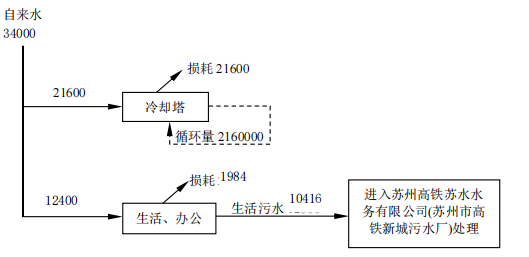 自来水
34000
损耗 21600
21600
冷却塔
循环量 2160000
损耗 1984
12400
生活、办公
生活污水
10416
进入苏州高铁苏水水
务有限公司(苏州市高
铁新城污水厂)处理